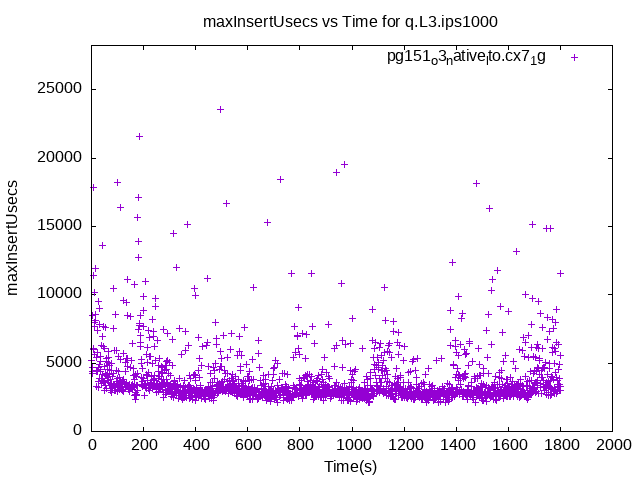 maxInsertUsecs vs Time for q.L3.ips1000
pg151o3native_lto.cx7_1g
25000
20000
15000
10000
5000
0
maxInsertUsecs
0 200 400 600 800 1000 1200 1400 1600 1800 2000
Time(s)